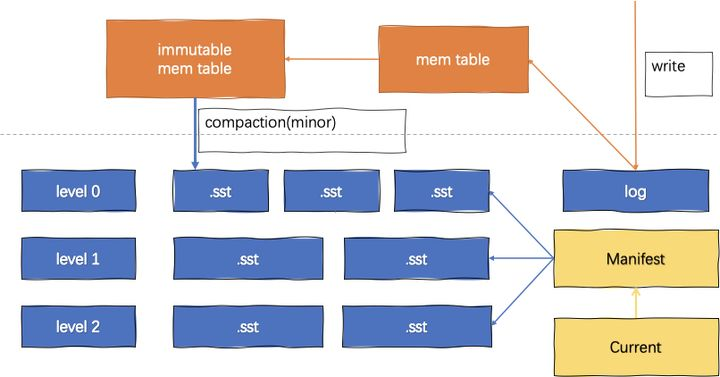 immutable
mem table
mem table
write
compaction(minor)
level 0
.sst
.sst
.sst
log
level 1
.sst
.sst
Manifest
level 2
.sst
.sst
Current